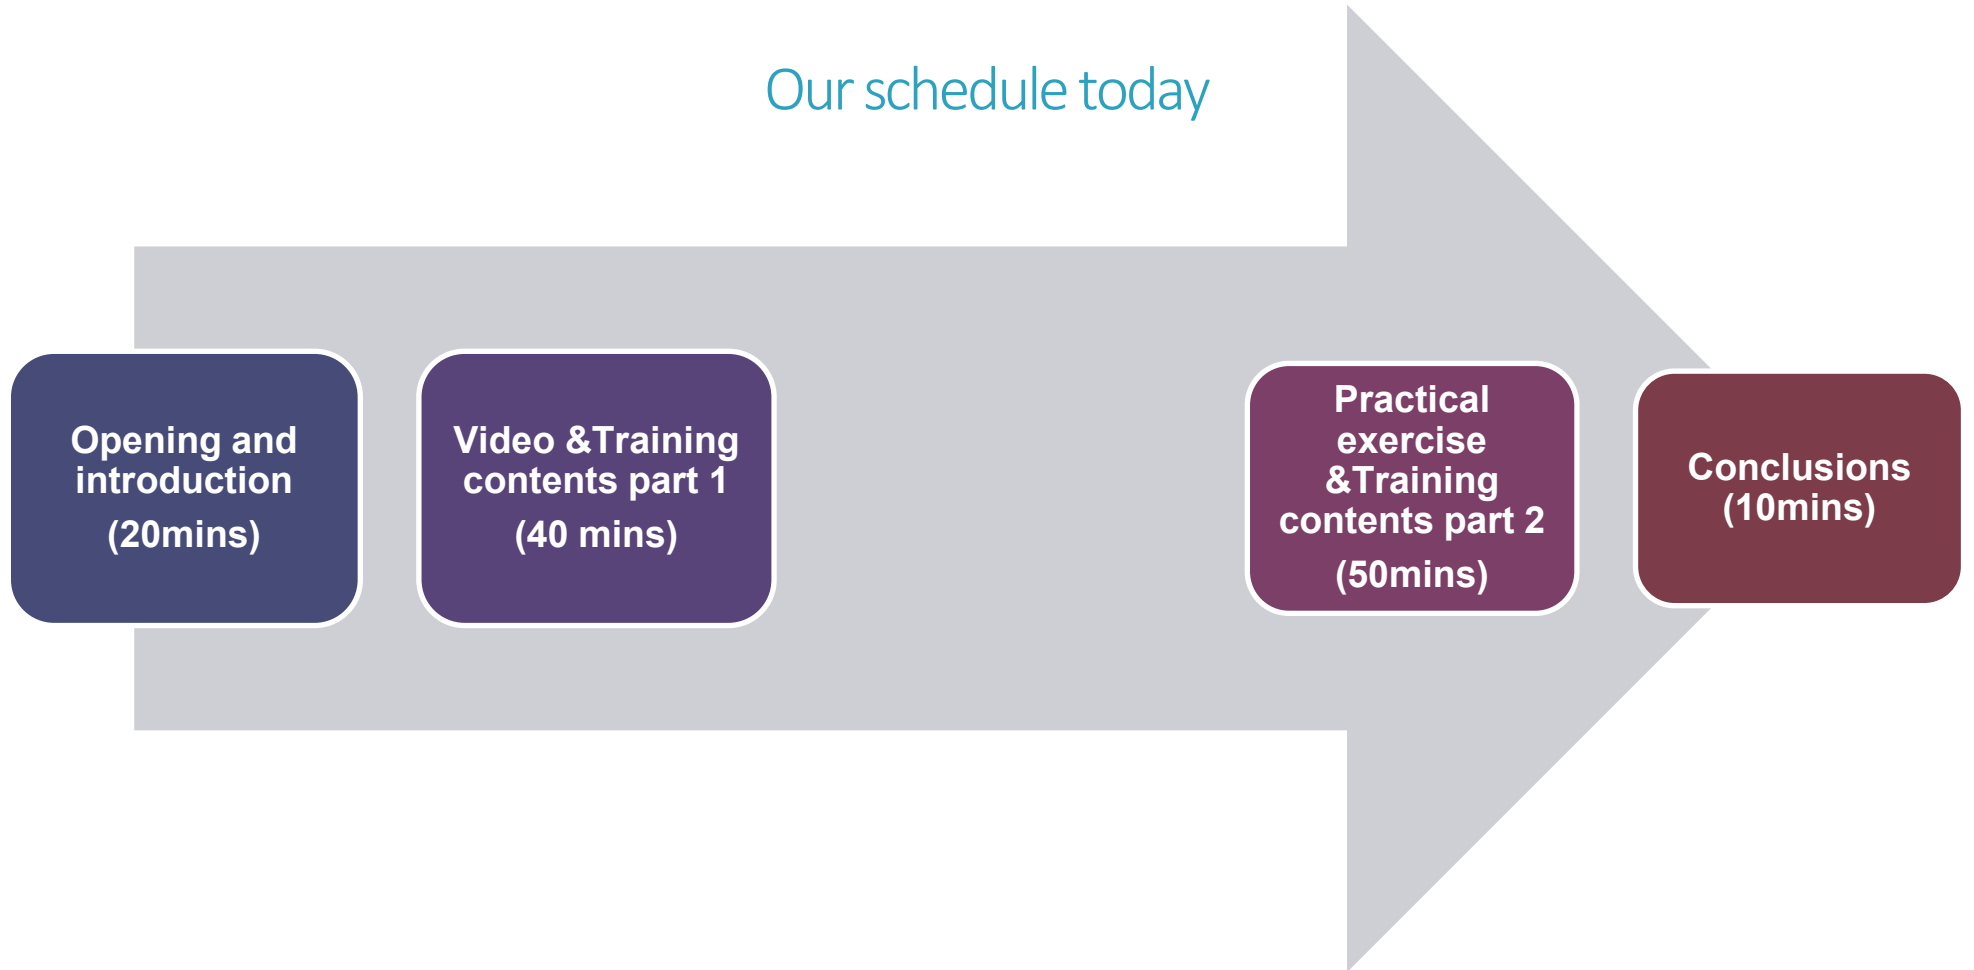 Our schedule today
Opening and
introduction
(20mins)
Video &Training
contents part 1
(40 mins)
Practical
exercise
&Training
contents part 2
(50mins)
Conclusions
(10mins)